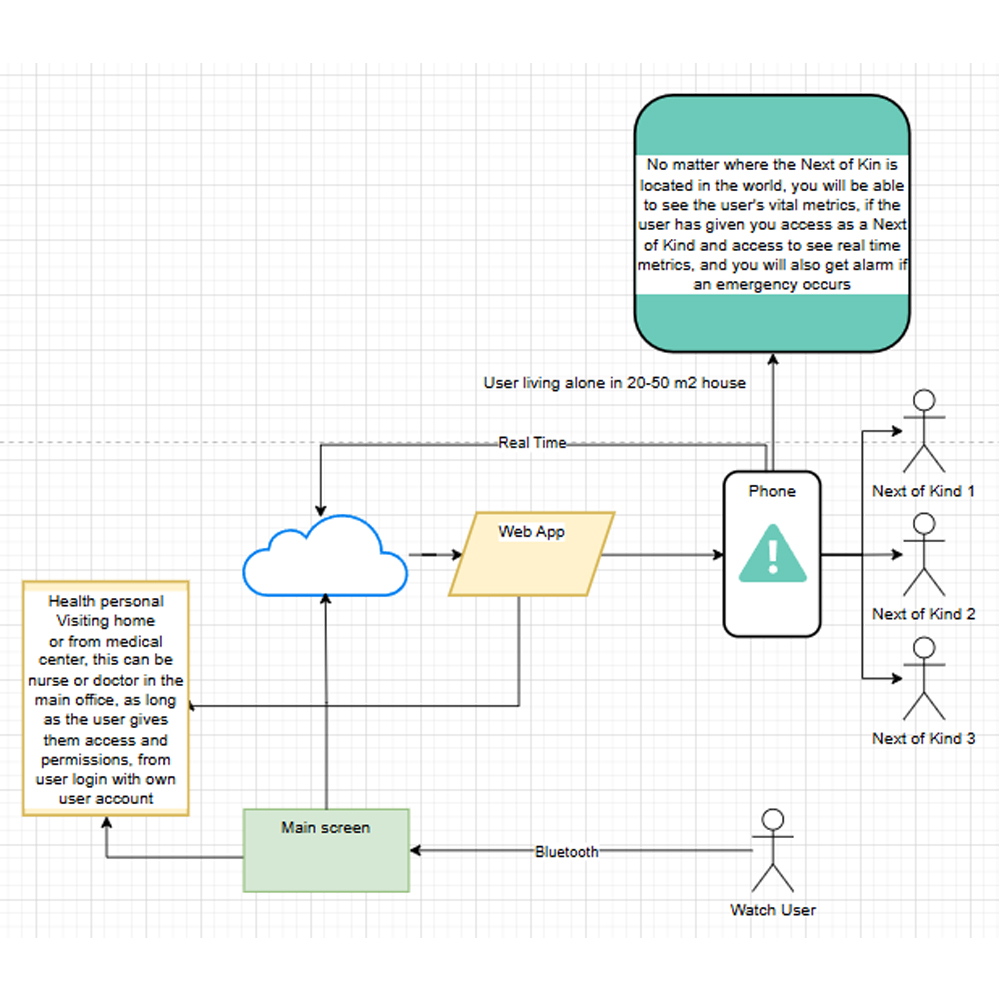 No matter where the Next of Kin is
located in the world, you will be able
to see the user's vital metrics, if the
user has given you access as a Next
of Kind and access to see real time
metrics, and you will also get alarm if
an emergency occurs
User living alone in 20-50 m2 house
Real Time
Phone
Next of Kind 1
Web App
Next of Kind 2
Health personal
Visiting home
or from medical
center, this can be
nurse or doctor in the
main office, as long
as the user gives
them access and
permissions, from
user login with own
user account
Next of Kind 3
Main screen
Bluetooth
Watch User